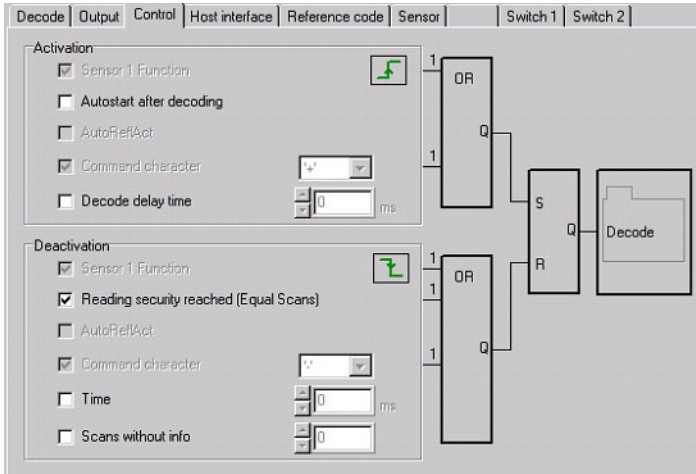 Decode Output Control Host interface Reference code Sensor Switch 1 Switch 2
Activation
Sensor 1 Function
Autostart after decoding
AutoReflAct
Command character '+'
Decode delay time 0 ms
1
1
OR
Q
Deactivation
Sensor 1 Function
Reading security reached (Equal Scans)
AutoReflAct
Command character '-'
Time 0 ms
Scans without info 0
1
1
1
OR
Q
S
R
Q
Decode